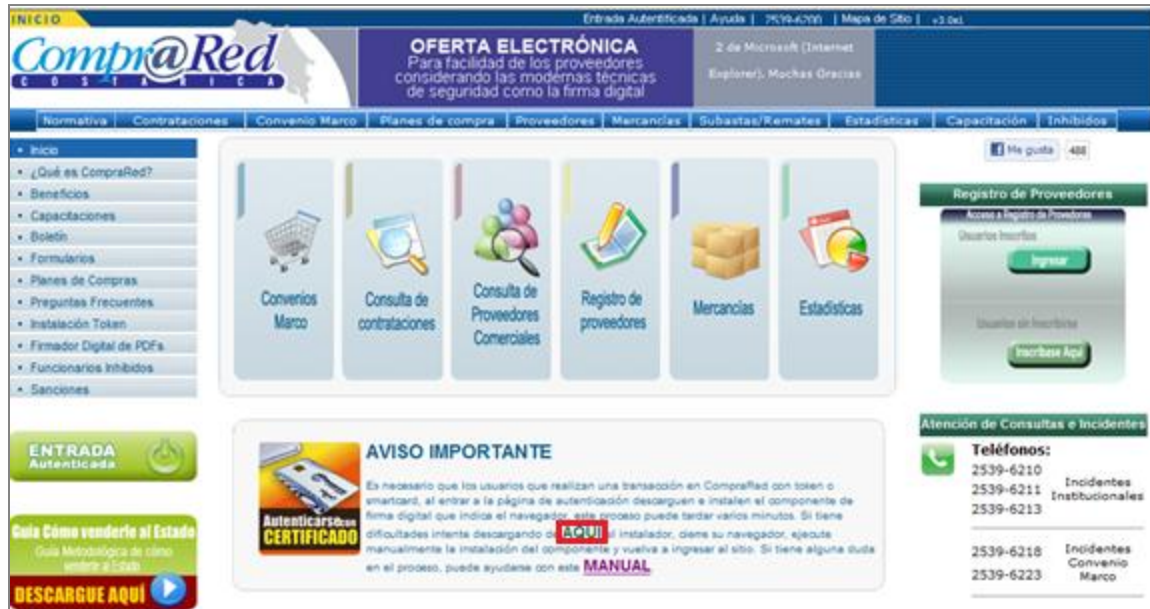 INICIO
Entrada Autentificada | Ayuda | 2539-6200 | Mapa de Sitio | v3.0x1
Compr@Red
COSTA RICA
OFERTA ELECTRÓNICA
Para facilidad de los proveedores
considerando las modernas técnicas
de seguridad como la firma digital
2 de Microsoft (Internet
Explorer). Muchas Gracias
Normativa | Contrataciones | Convenio Marco | Planes de compra | Proveedores | Mercancías | Subastas/Remates | Estadísticas | Capacitación | Inhibidos
• Inicio
• ¿Qué es CompraRed?
• Beneficios
• Capacitaciones
• Boletín
• Formularios
• Planes de Compras
• Preguntas Frecuentes
• Instalación Token
• Firmador Digital de PDFs
• Funcionarios Inhibidos
• Sanciones
ENTRADA
Autenticada
Guía Cómo venderle al Estado
Guía Metodológica de cómo
venderle al Estado
DESCARGUE AQUÍ
Convenios
Marco
Consulta de
contrataciones
Consulta de
Proveedores
Comerciales
Registro de
proveedores
Mercancías
Estadísticas
Autenticarse con
CERTIFICADO
AVISO IMPORTANTE
Es necesario que los usuarios que realizan una transacción en CompraRed con token o
smartcard, al entrar a la página de autenticación descarguen e instalen el componente de
firma digital que indica el navegador, este proceso puede tardar varios minutos. Si tiene
dificultades intente descargando de AQUI el instalador, cierre su navegador, ejecute
manualmente la instalación del componente y vuelva a ingresar al sitio. Si tiene alguna duda
en el proceso, puede ayudarse con este MANUAL
Me gusta 488
Registro de Proveedores
Acceso a Registro de Proveedores
Usuarios Inscritos
Ingresar
Usuarios sin Inscribirse
Inscríbase Aquí
Atención de Consultas e Incidentes
Teléfonos:
2539-6210
2539-6211
2539-6213
Incidentes
Institucionales
2539-6218
2539-6223
Incidentes
Convenio
Marco